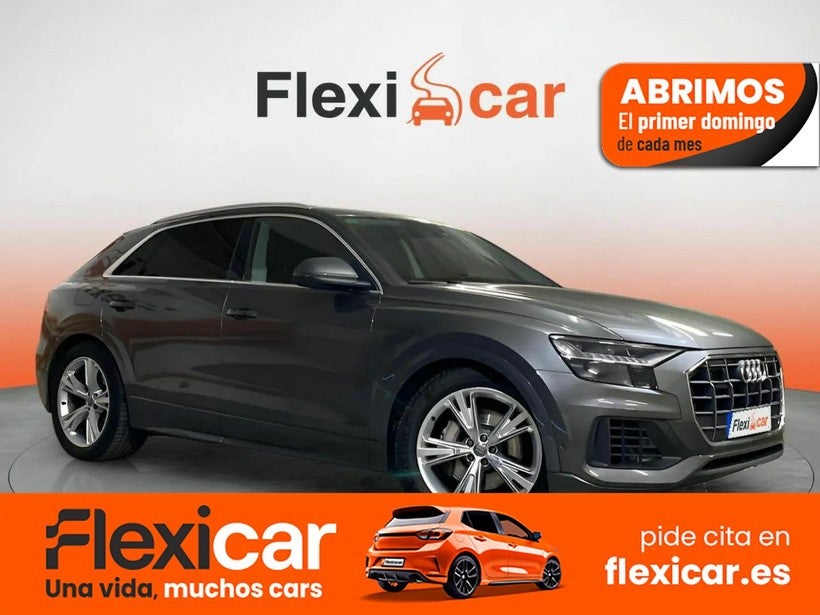 Flexicar
ABRIMOS
El primer domingo
de cada mes
Flexicar
Flexicar
Una vida, muchos cars
pide cita en
flexicar.es